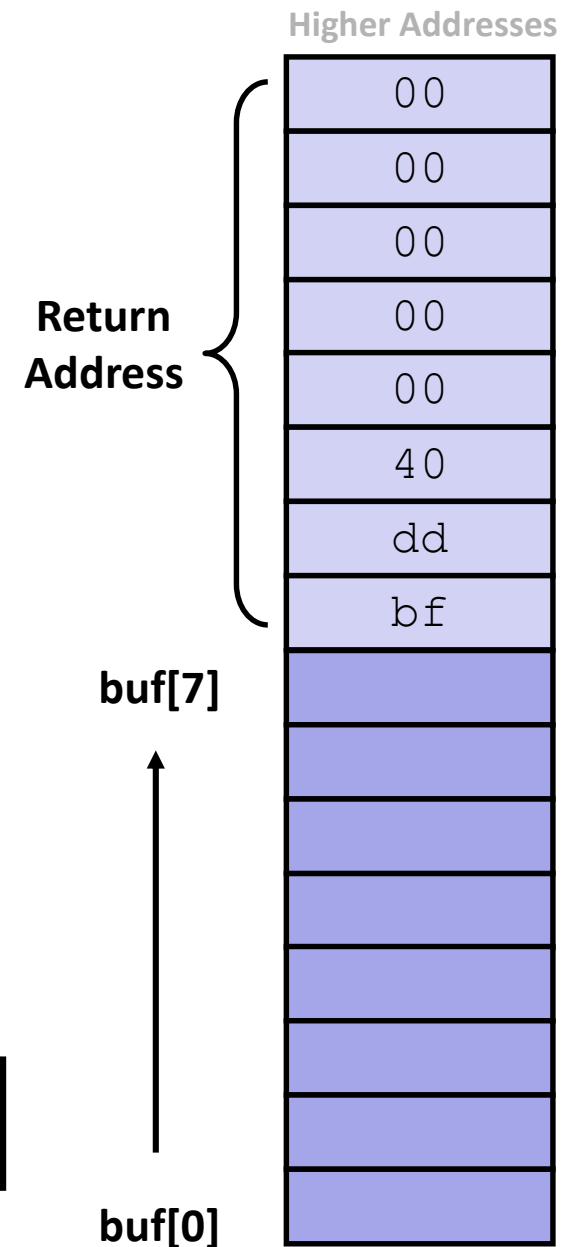 Higher Addresses
00
00
00
00
Return
Address
00
40
dd
bf
buf[7]
buf[0]